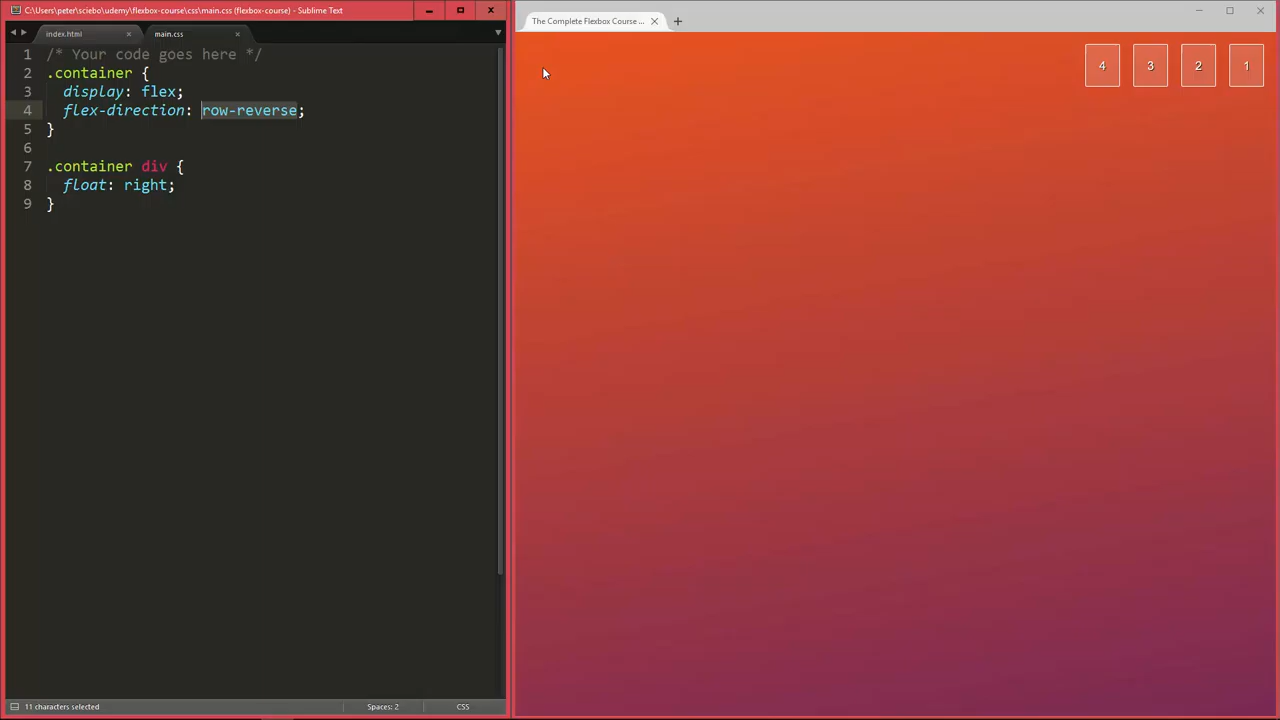 C:\Users\peter\sciebo\udemy\flexbox-course\css\main.css (flexbox-course) - Sublime Text
index.html
main.css
1 /* Your code goes here */
2 .container {
3 display: flex;
4 flex-direction: row-reverse;
5 }
6
7 .container div {
8 float: right;
9 }
11 characters selected
Spaces: 2
CSS
The Complete Flexbox Course ...
4 3 2 1